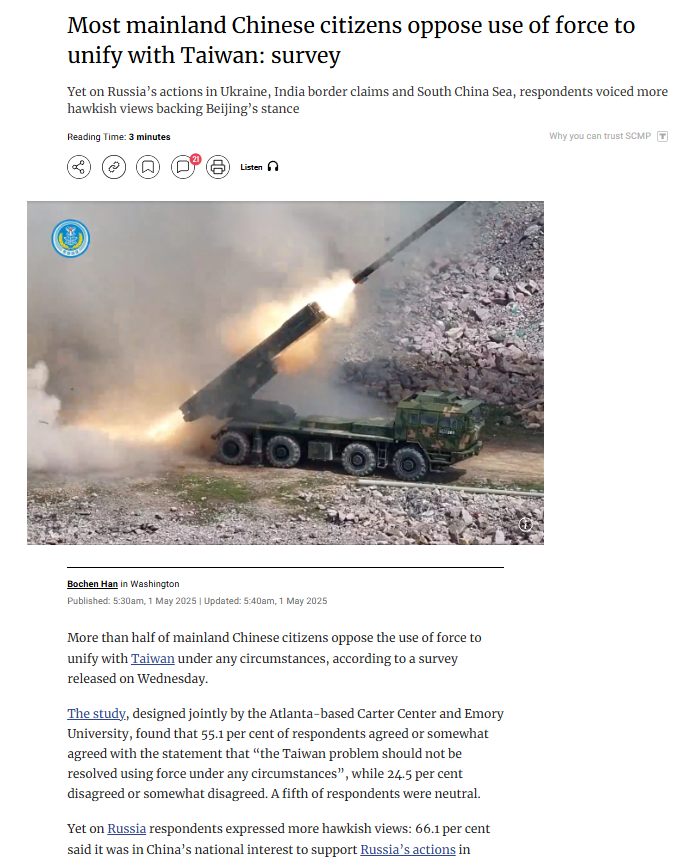 Most mainland Chinese citizens oppose use of force to
unify with Taiwan: survey
Yet on Russia’s actions in Ukraine, India border claims and South China Sea, respondents voiced more
hawkish views backing Beijing’s stance
Reading Time: 3 minutes
Why you can trust SCMP
21
Listen
Bochen Han in Washington
Published: 5:30am, 1 May 2025 | Updated: 5:40am, 1 May 2025
More than half of mainland Chinese citizens oppose the use of force to
unify with Taiwan under any circumstances, according to a survey
released on Wednesday.
The study, designed jointly by the Atlanta-based Carter Center and Emory
University, found that 55.1 per cent of respondents agreed or somewhat
agreed with the statement that “the Taiwan problem should not be
resolved using force under any circumstances”, while 24.5 per cent
disagreed or somewhat disagreed. A fifth of respondents were neutral.
Yet on Russia respondents expressed more hawkish views: 66.1 per cent
said it was in China’s national interest to support Russia’s actions in